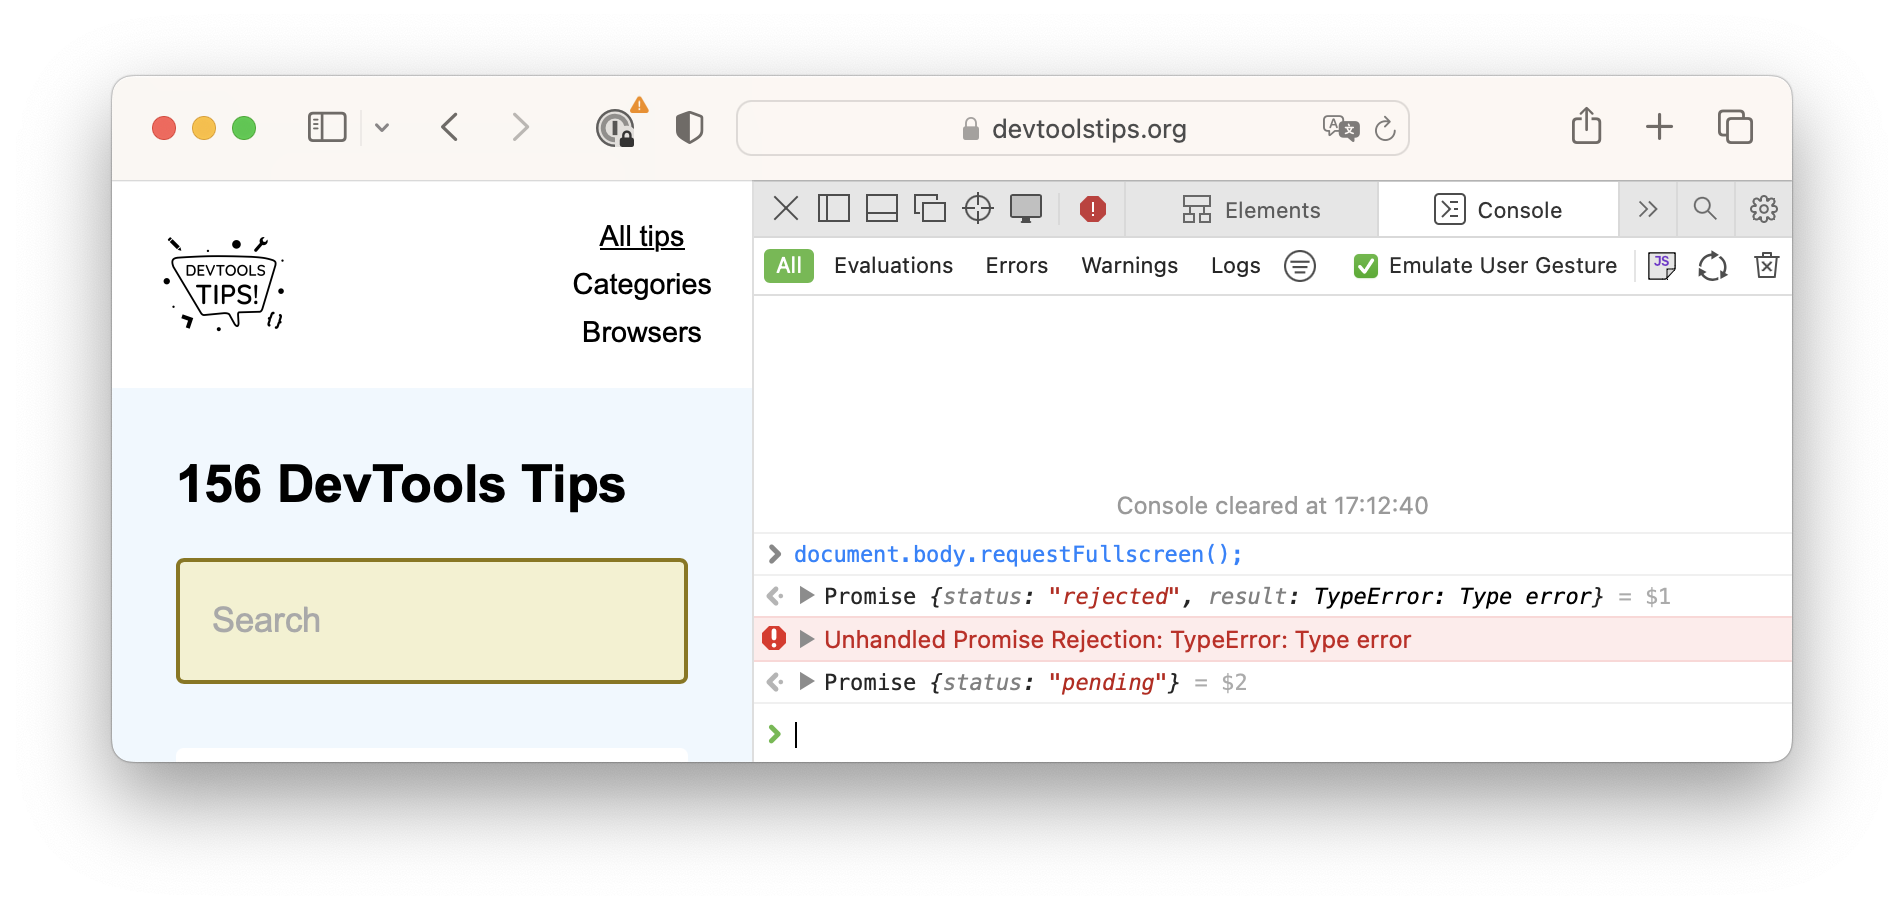 devtoolstips.org
DEVTOOLS
TIPS!
All tips
Categories
Browsers
156 DevTools Tips
Search
Elements
Console
All
Evaluations
Errors
Warnings
Logs
Emulate User Gesture
JS
Console cleared at 17:12:40
document.body.requestFullscreen();
Promise {status: "rejected", result: TypeError: Type error} = $1
Unhandled Promise Rejection: TypeError: Type error
Promise {status: "pending"} = $2